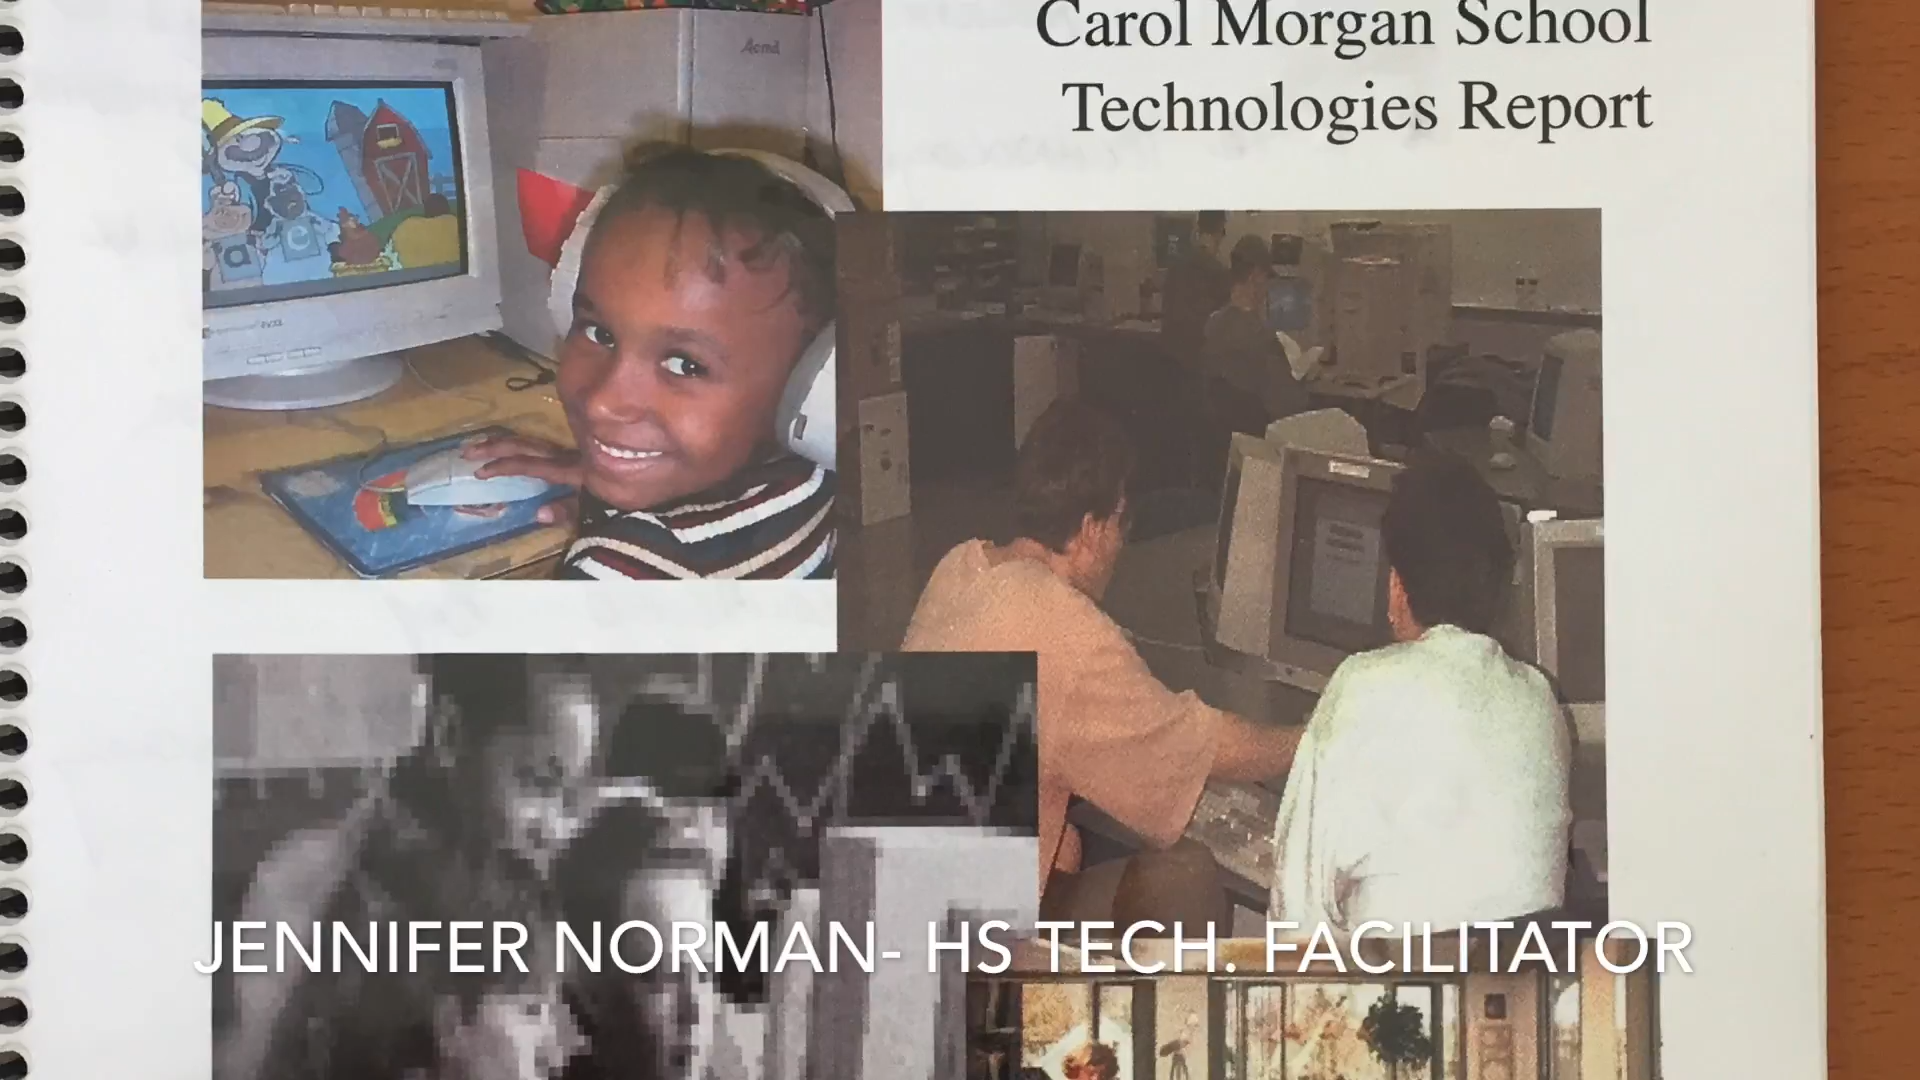 Carol Morgan School
Technologies Report
a
e
JENNIFER NORMAN- HS TECH. FACILITATOR